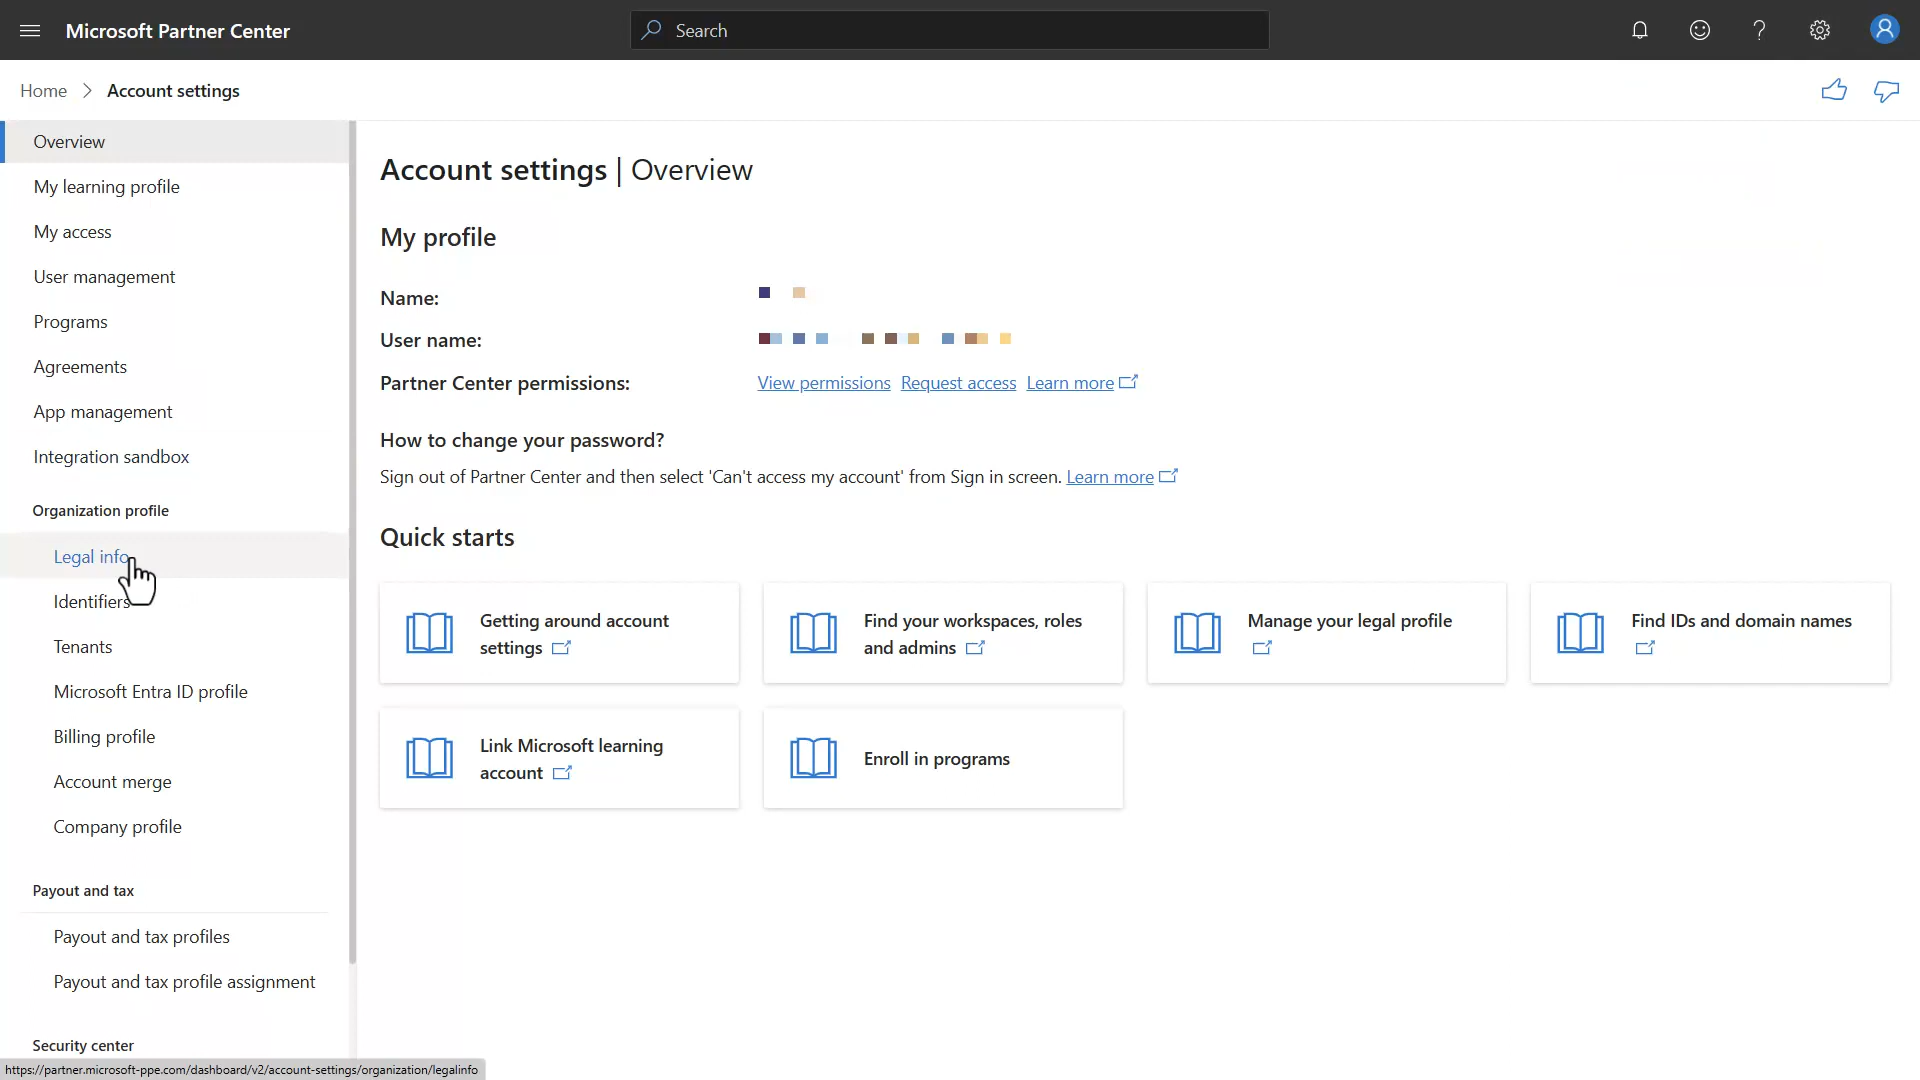 Microsoft Partner Center
Search
Home > Account settings
Overview
My learning profile
My access
User management
Programs
Agreements
App management
Integration sandbox
Organization profile
Legal info
Identifiers
Tenants
Microsoft Entra ID profile
Billing profile
Account merge
Company profile
Payout and tax
Payout and tax profiles
Payout and tax profile assignment
Security center
https://partner.microsoft-ppe.com/dashboard/v2/account-settings/organization/legalinfo
Account settings | Overview
My profile
Name:
User name:
Partner Center permissions: View permissions Request access Learn more
How to change your password?
Sign out of Partner Center and then select 'Can't access my account' from Sign in screen. Learn more
Quick starts
Getting around account
settings
Find your workspaces, roles
and admins
Manage your legal profile
Find IDs and domain names
Link Microsoft learning
account
Enroll in programs